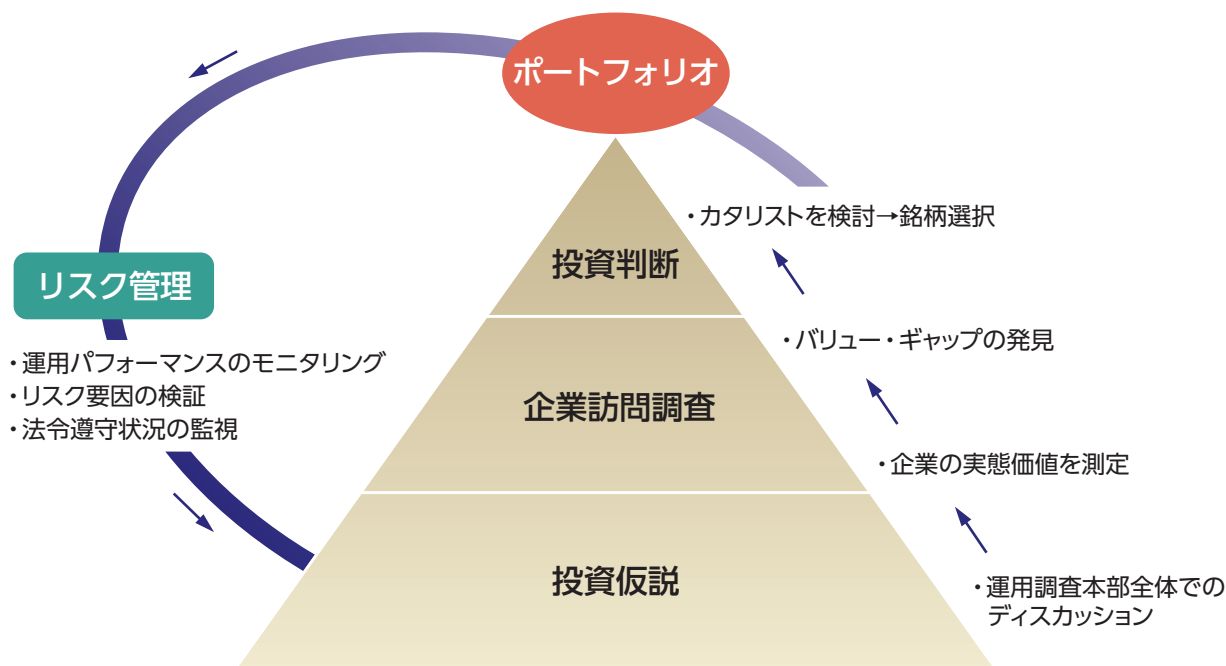 ポートフォリオ
・カタリストを検討→銘柄選択
投資判断
リスク管理
・バリュー・ギャップの発見
・運用パフォーマンスのモニタリング
・リスク要因の検証
・法令遵守状況の監視
企業訪問調査
・企業の実態価値を測定
投資仮説
・運用調査本部全体での
ディスカッション